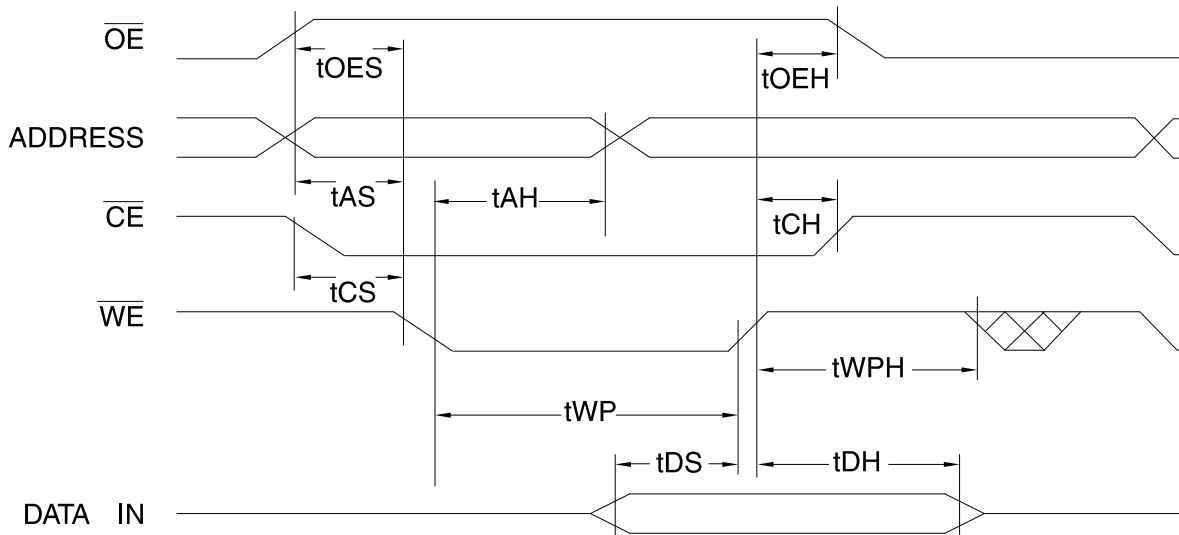 OE
tOES
tOEH
ADDRESS
tAS
tAH
CE
tCH
tCS
WE
tWPH
tWP
tDS
tDH
DATA IN